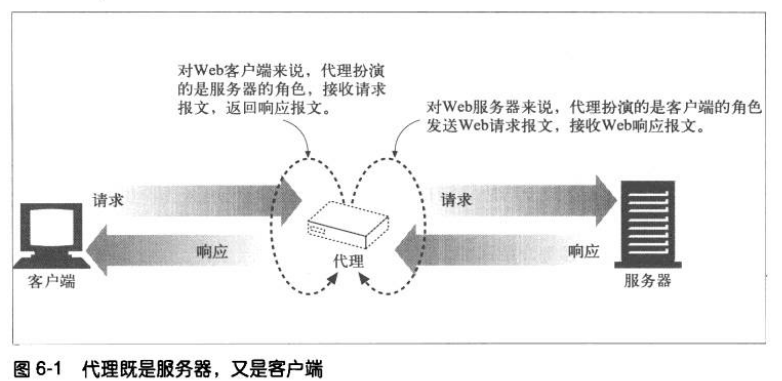 对Web客户端来说，代理扮演
的是服务器的角色，接收请求
报文，返回响应报文。
对Web服务器来说，代理扮演的是客户端的角色
发送Web请求报文，接收Web响应报文。
请求
请求
响应
响应
代理
客户端
服务器
图 6-1 代理既是服务器，又是客户端